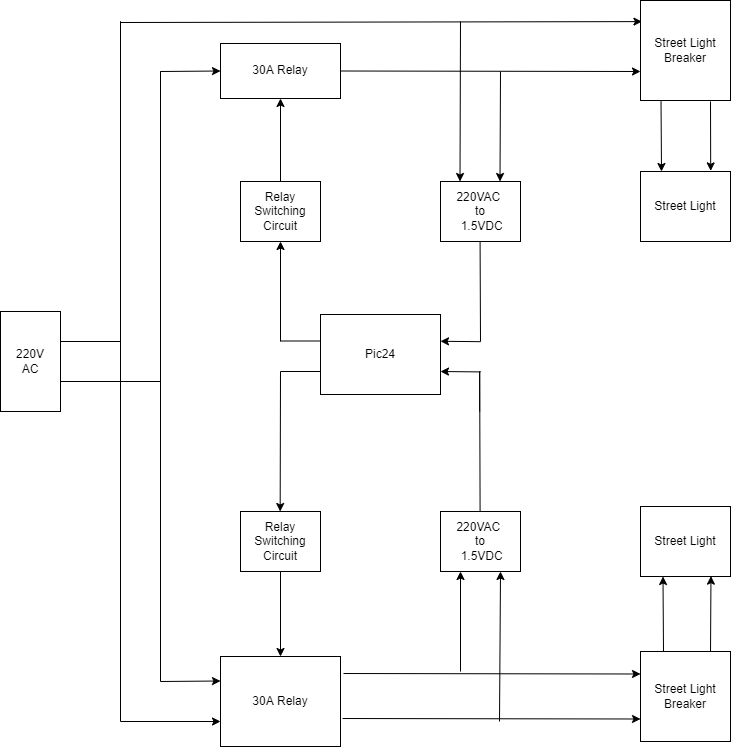 Street Light
Breaker
30A Relay
Relay
Switching
Circuit
220VAC
to
1.5VDC
Street Light
220V
AC
Pic24
Relay
Switching
Circuit
220VAC
to
1.5VDC
Street Light
30A Relay
Street Light
Breaker